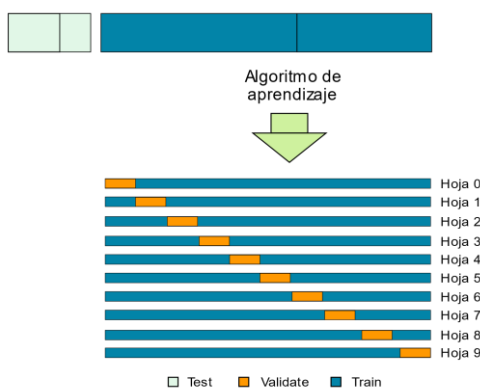 Algoritmo de
aprendizaje
Hoja 0
Hoja 1
Hoja 2
Hoja 3
Hoja 4
Hoja 5
Hoja 6
Hoja 7
Hoja 8
Hoja 9
Test Validate Train